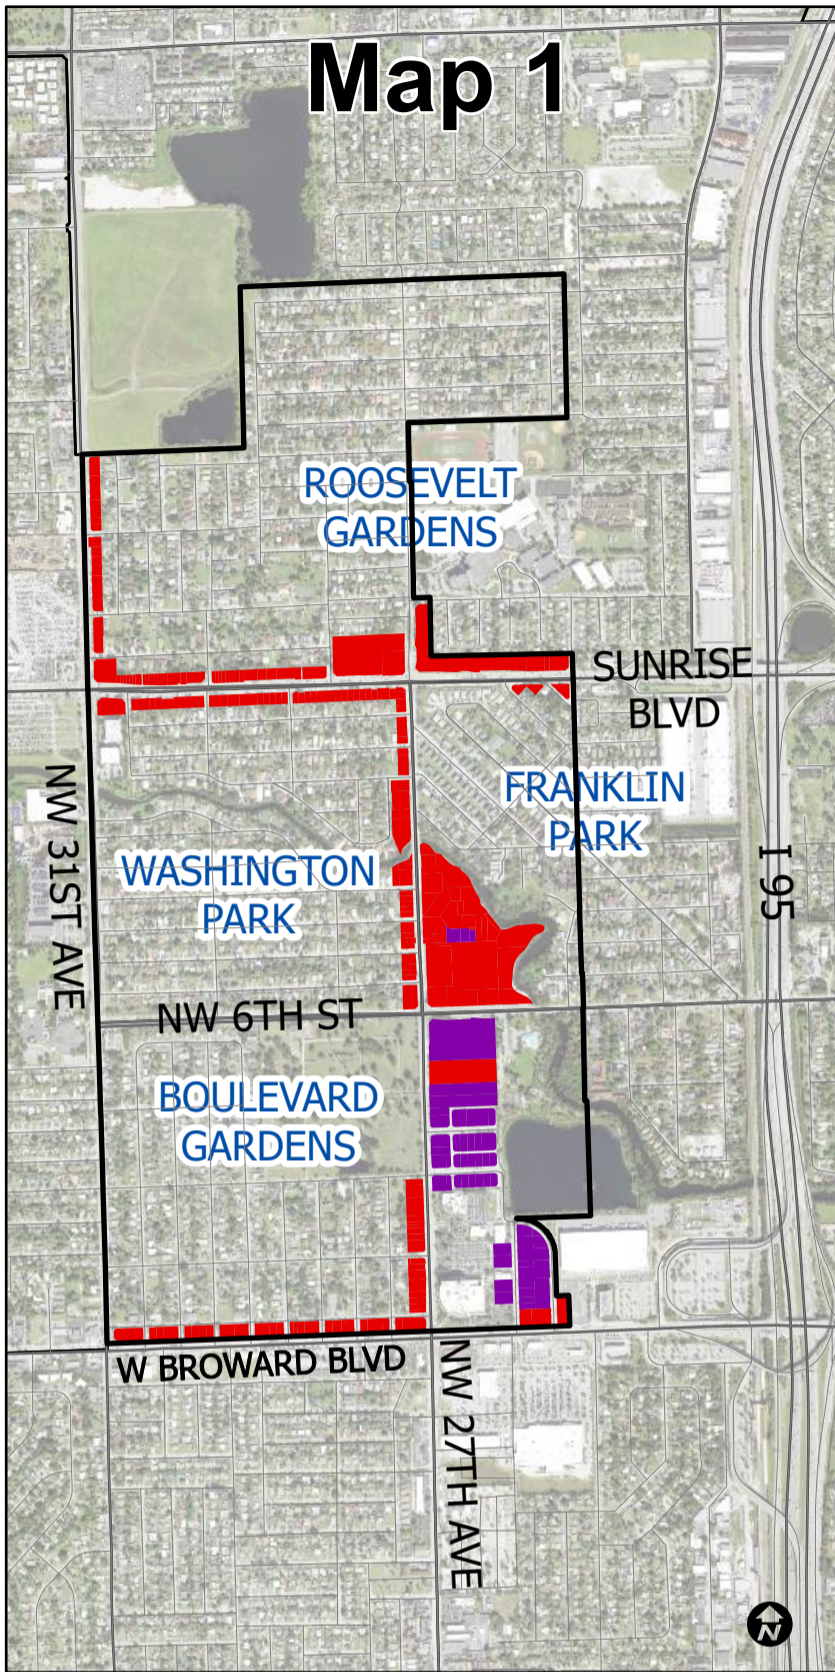 Map 1
ROOSEVELT
GARDENS
SUNRISE
BLVD
FRANKLIN
PARK
NW 31ST AVE
WASHINGTON
PARK
I 95
NW 6TH ST
BOULEVARD
GARDENS
W BROWARD BLVD
NW 27TH AVE
N